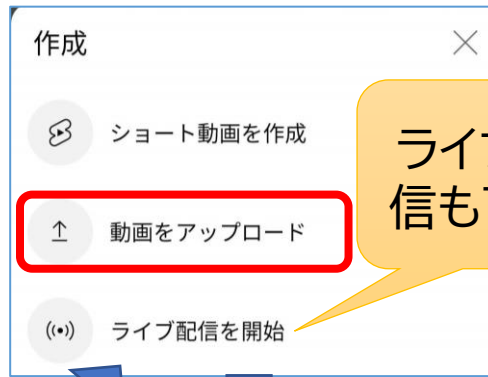 作成
ショート動画を作成
動画をアップロード
ライブ配信を開始
ライ
信も